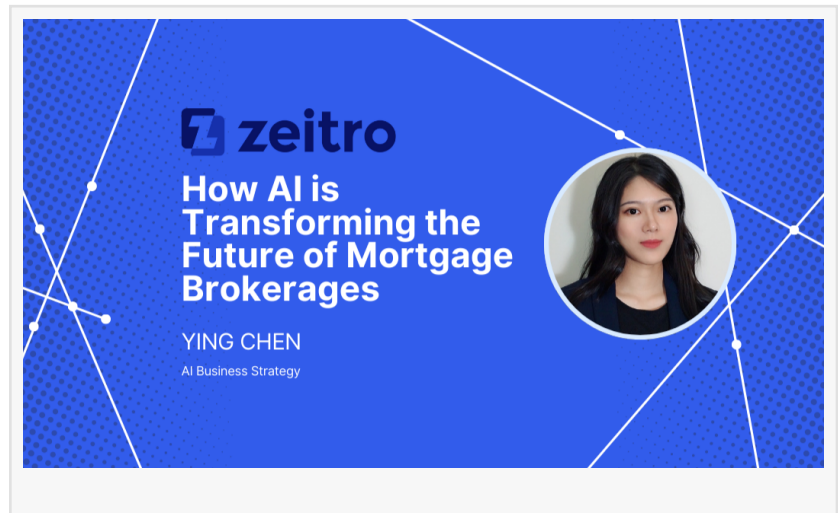 zeitro
How AI is
Transforming the
Future of Mortgage
Brokerages
YING CHEN
AI Business Strategy